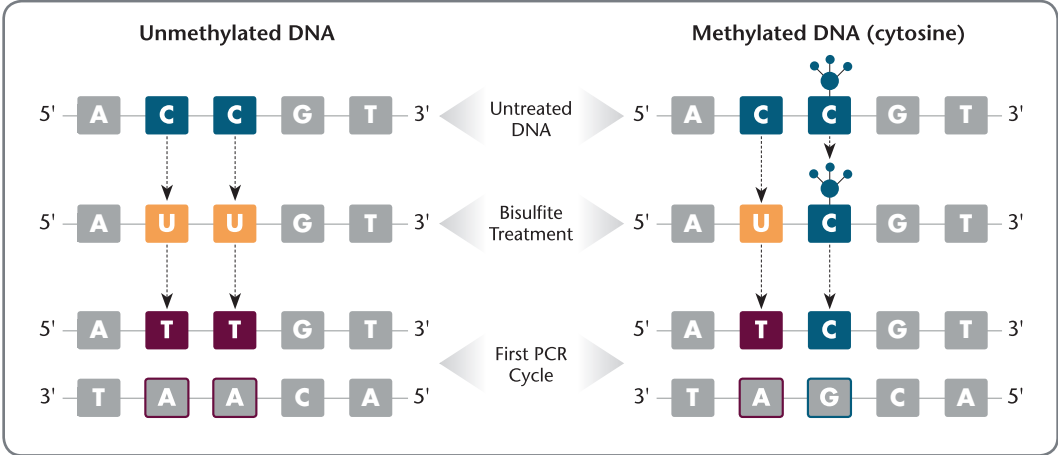 Unmethylated DNA
Methylated DNA (cytosine)
5' A C C G T 3'
Untreated
DNA
5' A C C G T 3'
5' A U U G T 3'
Bisulfite
Treatment
5' A U C G T 3'
5' A T T G T 3'
First PCR
Cycle
5' A T C G T 3'
3' T A A C A 5'
3' T A G C A 5'